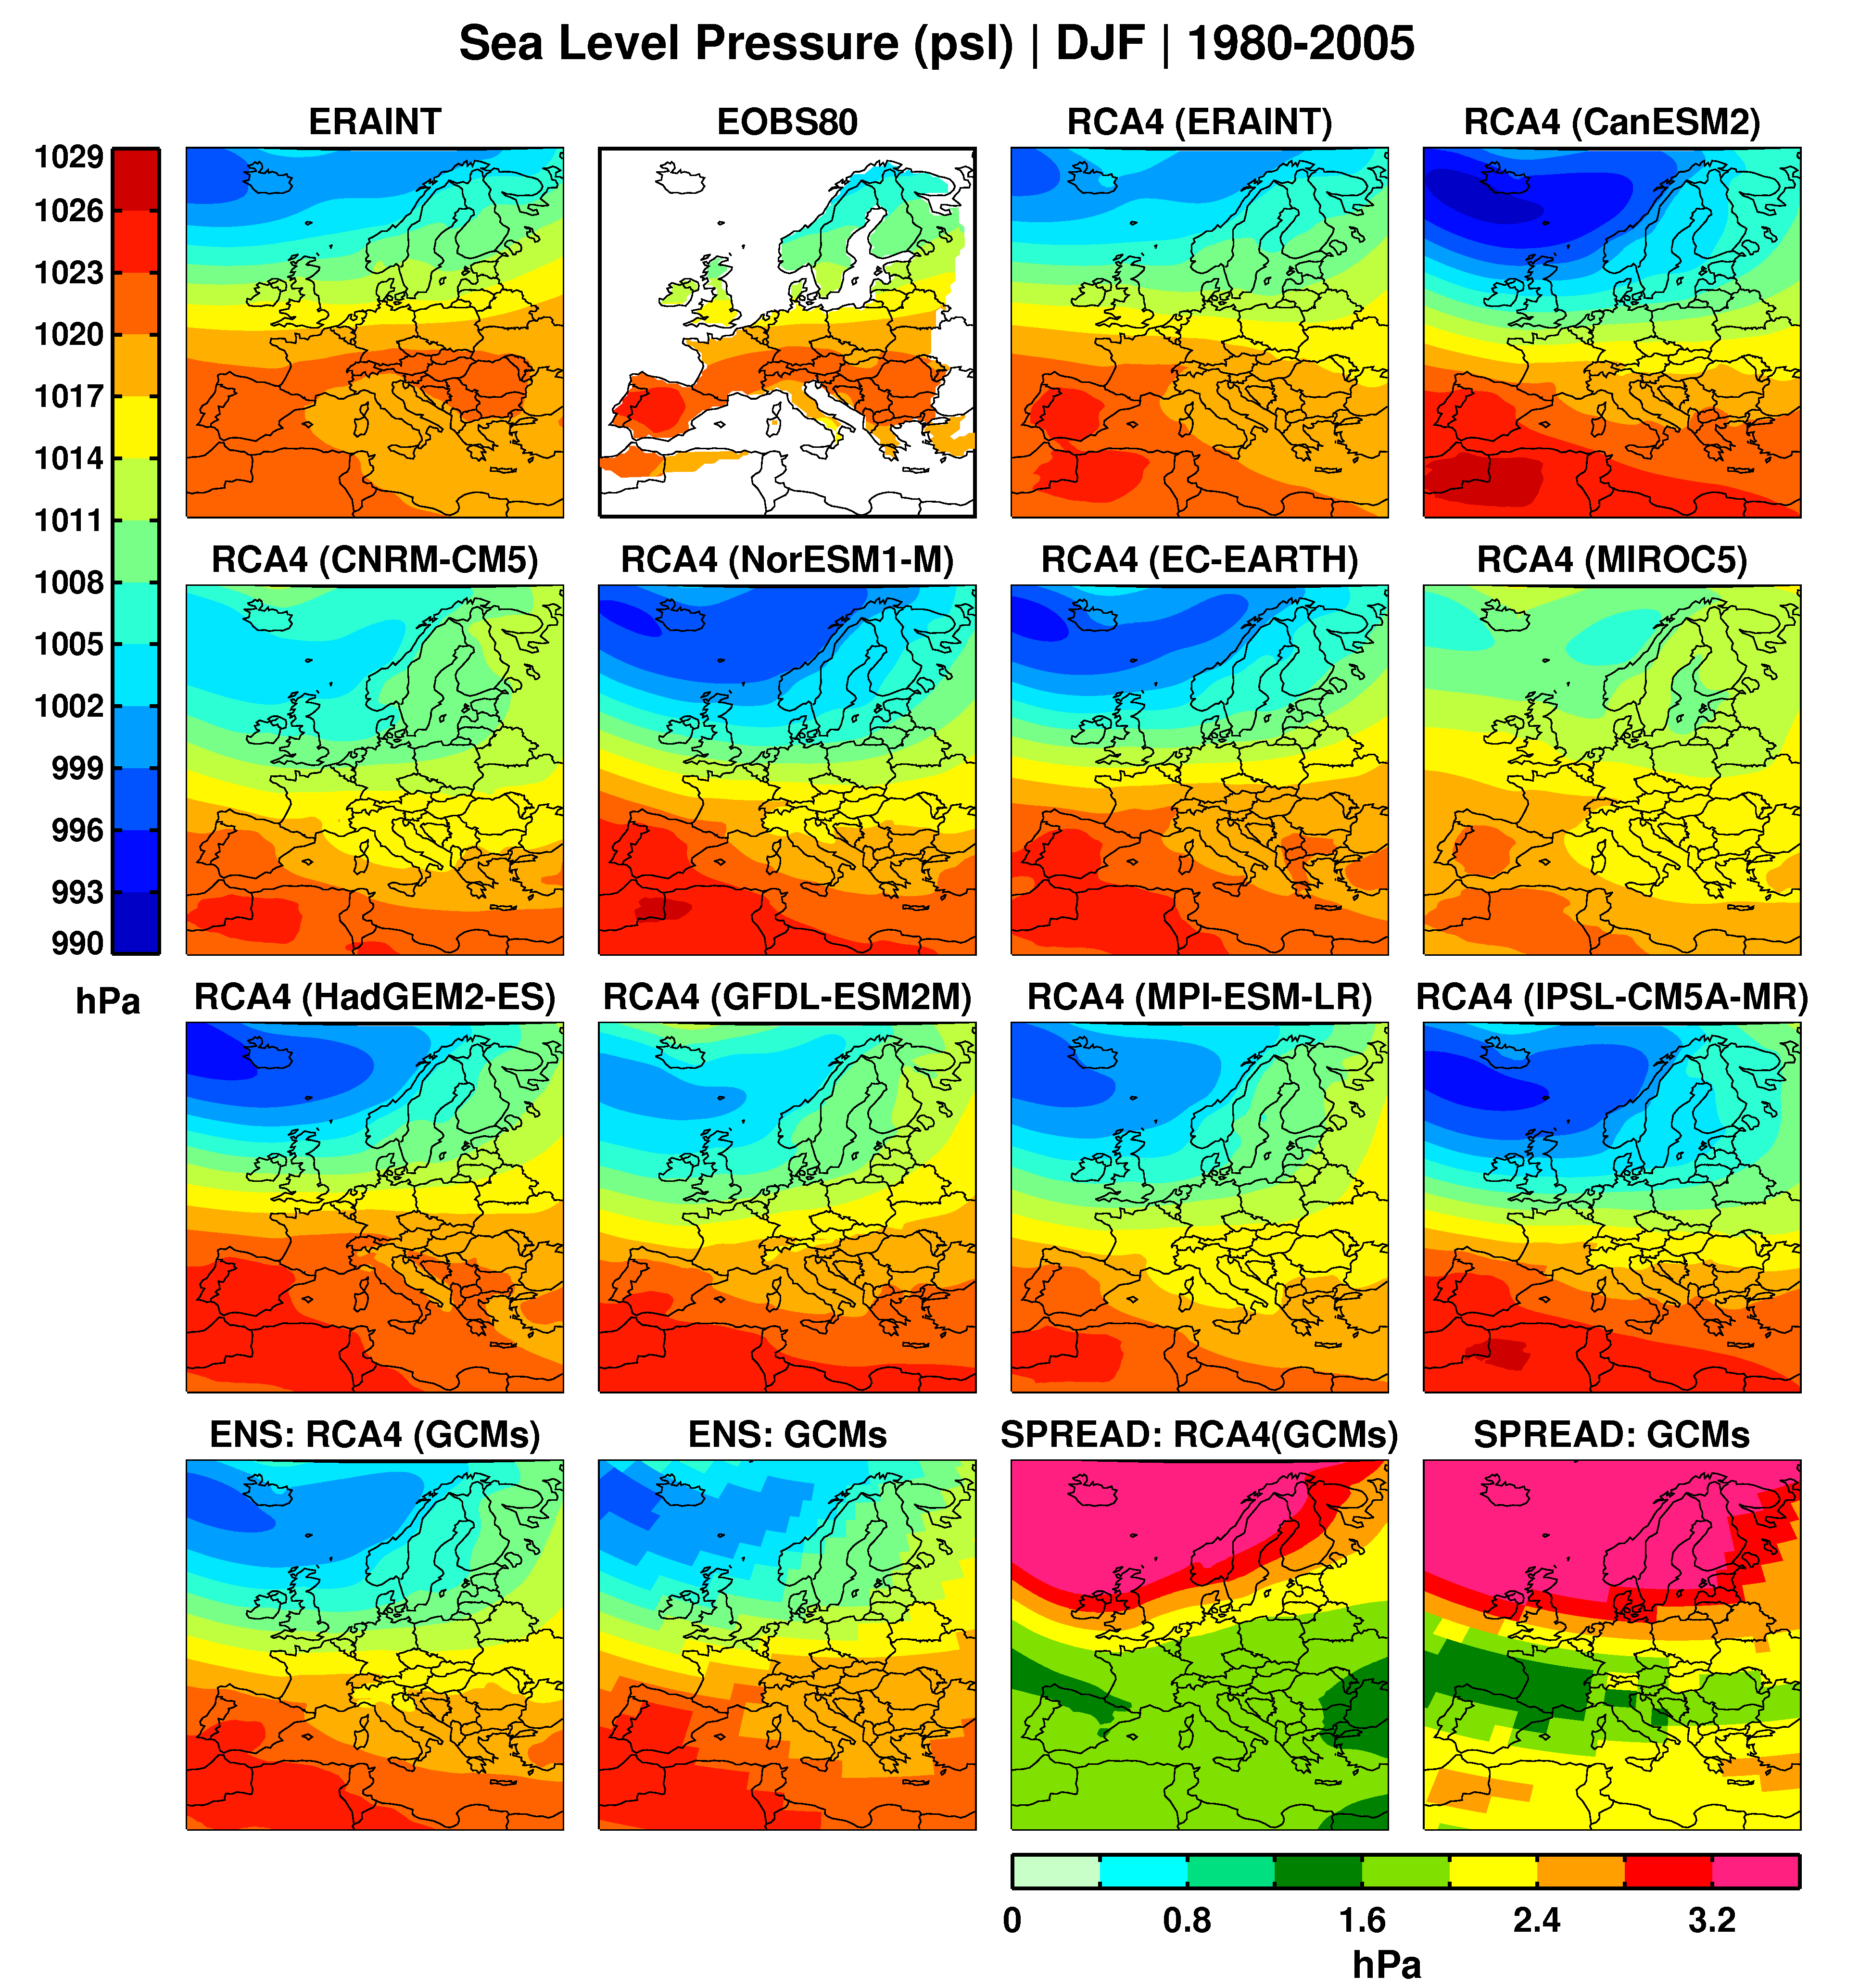 Sea Level Pressure (psl) | DJF | 1980-2005
ERAINT
EOBS80
RCA4 (ERAINT)
RCA4 (CanESM2)
1029
1026
1023
1020
1017
1014
1011
1008
1005
1002
999
996
993
990
hPa
RCA4 (CNRM-CM5)
RCA4 (NorESM1-M)
RCA4 (EC-EARTH)
RCA4 (MIROC5)
RCA4 (HadGEM2-ES)
RCA4 (GFDL-ESM2M)
RCA4 (MPI-ESM-LR)
RCA4 (IPSL-CM5A-MR)
ENS: RCA4 (GCMs)
ENS: GCMs
SPREAD: RCA4(GCMs)
SPREAD: GCMs
0 0.8 1.6 2.4 3.2
hPa